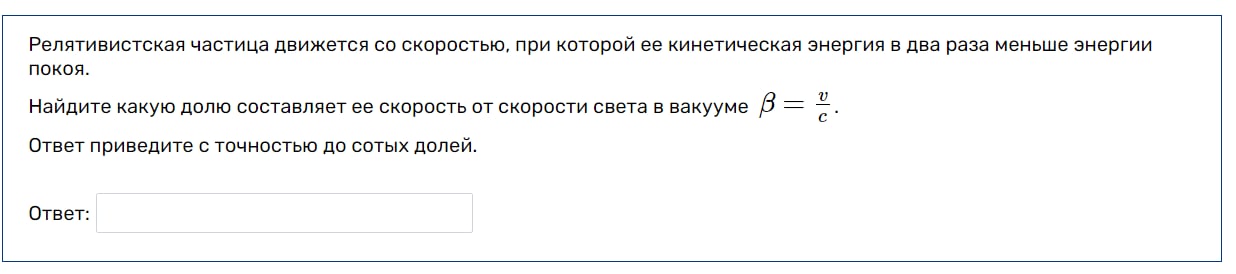 Релятивистская частица движется со скоростью, при которой ее кинетическая энергия в два раза меньше энергии
покоя.
Найдите какую долю составляет ее скорость от скорости света в вакууме β = v/c.
Ответ приведите с точностью до сотых долей.
Ответ: